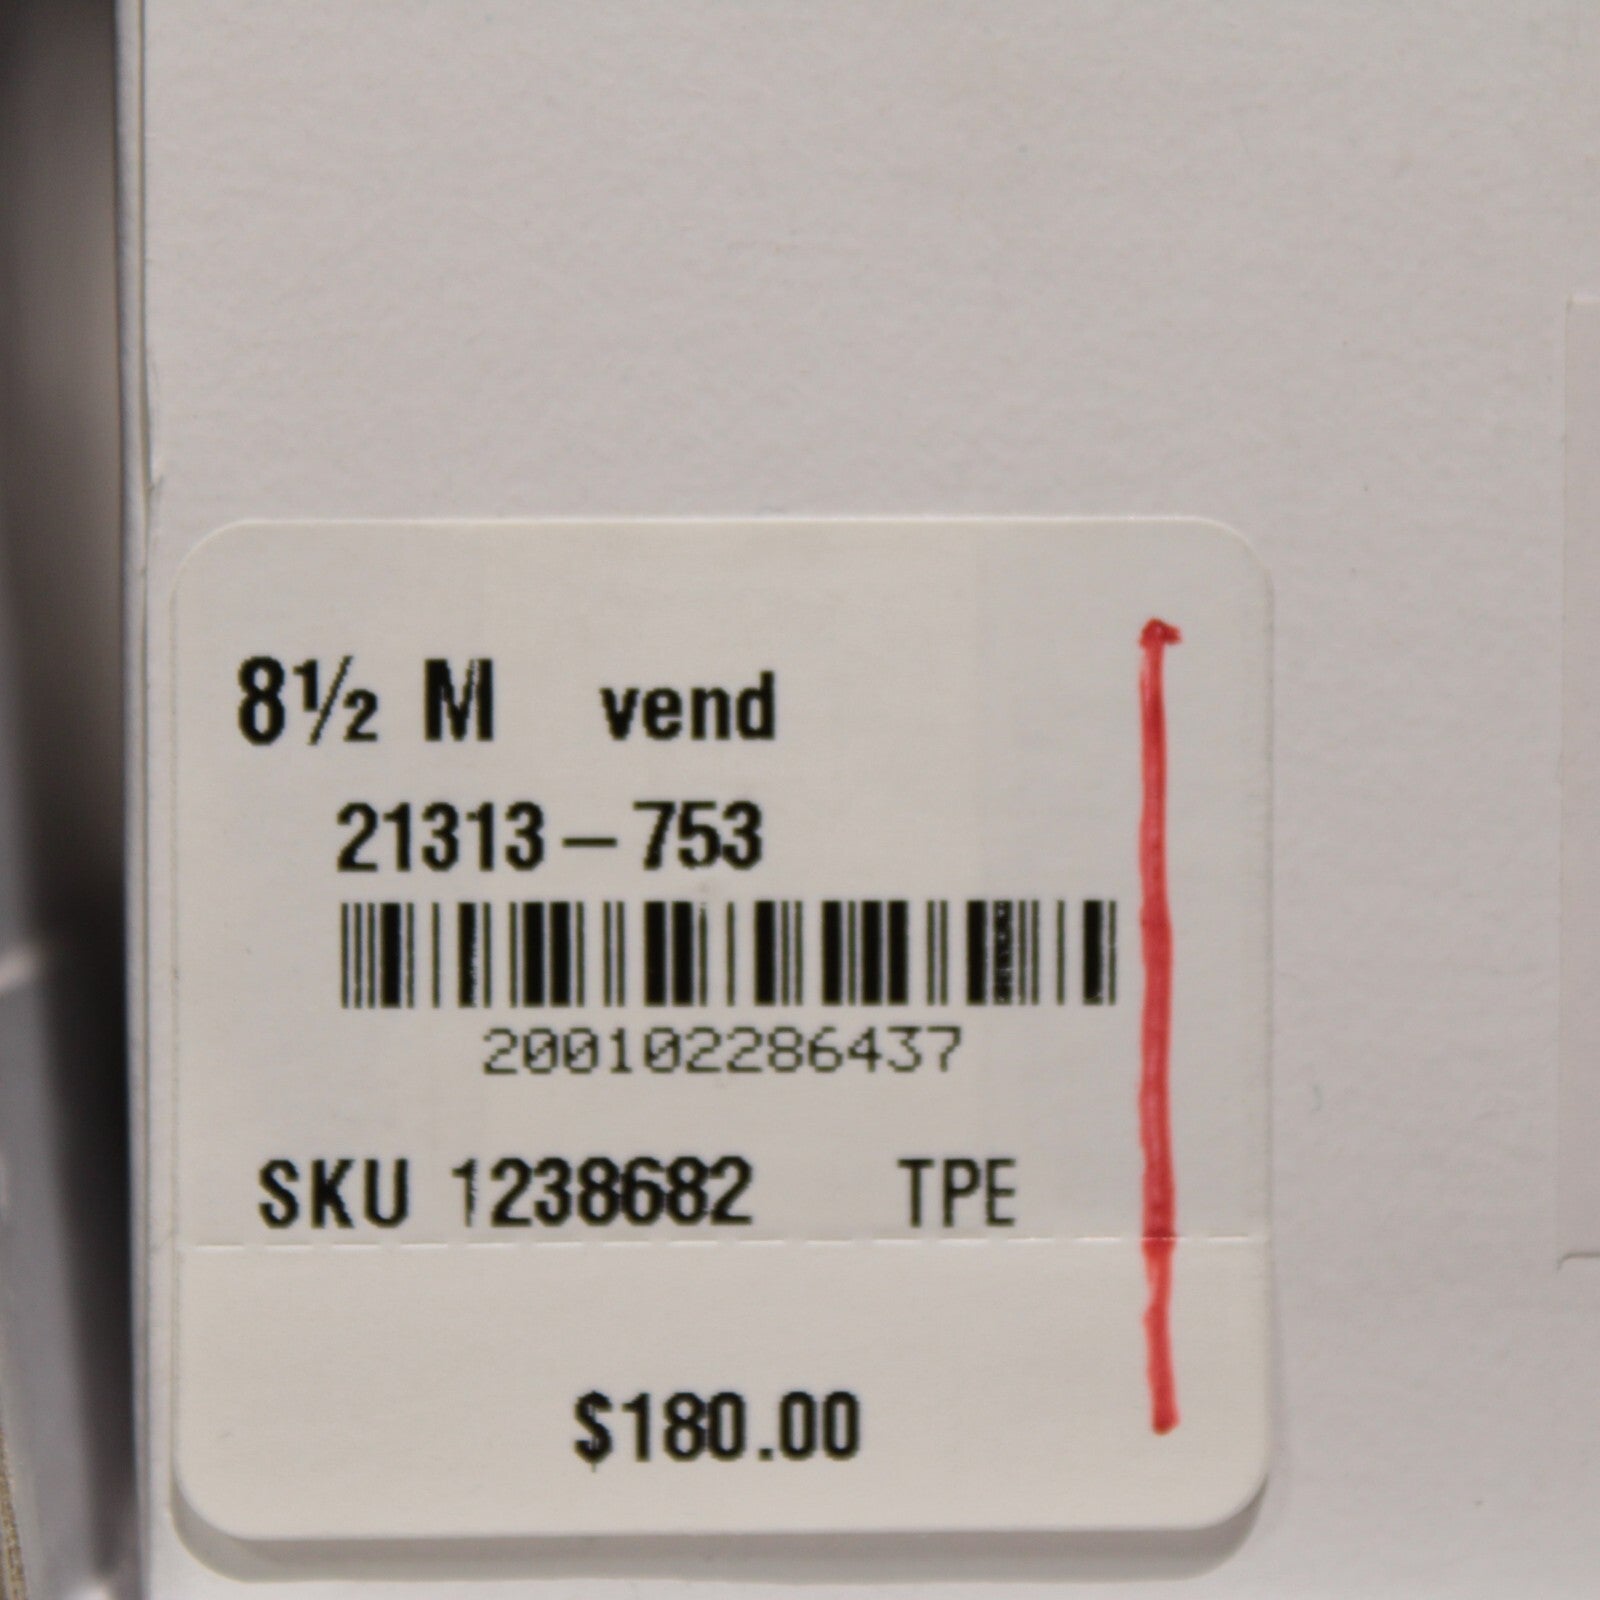 8½ M vend
21313-753
200102286437
SKU 1238682 TPE
$180.00